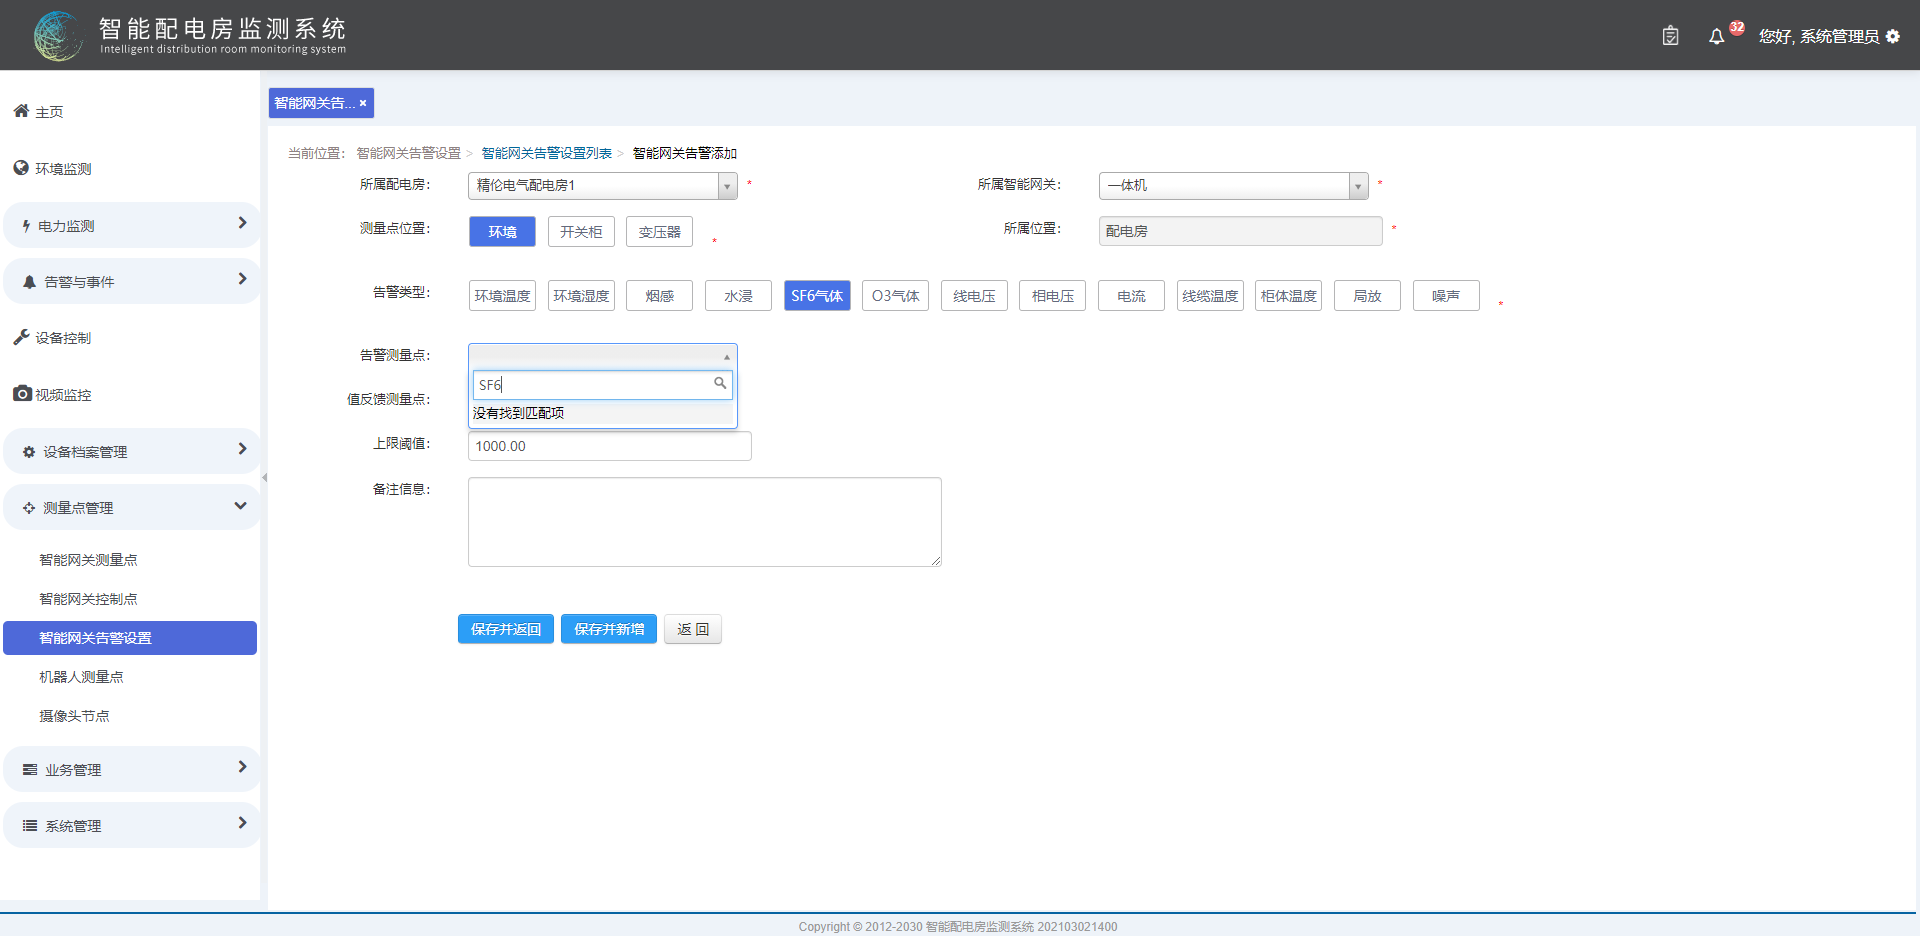 智能配电房监测系统
Intelligent distribution room monitoring system
32
您好, 系统管理员
主页
环境监测
电力监测
告警与事件
设备控制
视频监控
设备档案管理
测量点管理
智能网关测量点
智能网关控制点
智能网关告警设置
机器人测量点
摄像头节点
业务管理
系统管理
智能网关告... ×
当前位置: 智能网关告警设置 > 智能网关告警设置列表 > 智能网关告警添加
所属配电房: 精伦电气配电房1 * 所属智能网关: 一体机 *
测量点位置: 环境 开关柜 变压器 * 所属位置: 配电房 *
告警类型: 环境温度 环境湿度 烟感 水浸 SF6气体 O3气体 线电压 相电压 电流 线缆温度 柜体温度 局放 噪声 *
告警测量点:
SF6
值反馈测量点:
没有找到匹配项
上限阈值: 1000.00
备注信息:
保存并返回 保存并新增 返 回
Copyright © 2012-2030 智能配电房监测系统 202103021400